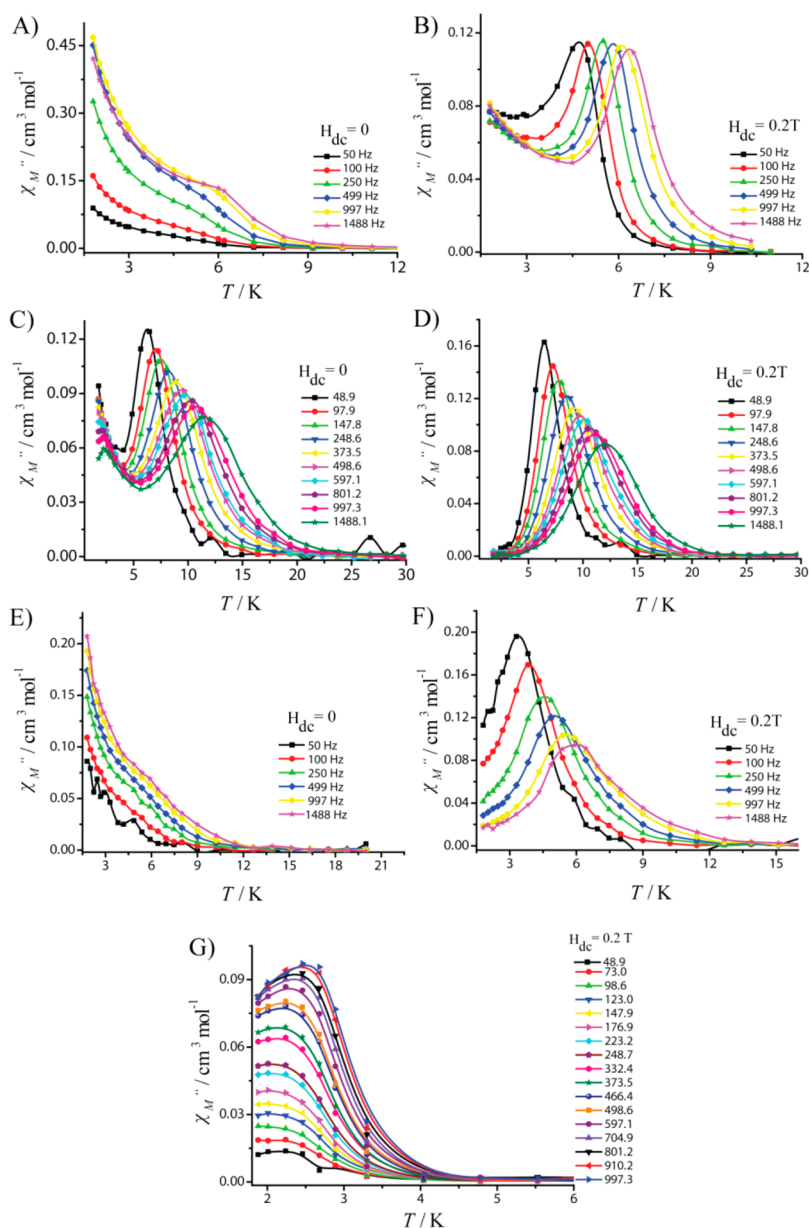 A)
0.45
0.30
0.15
0.00
χM“ / cm3 mol-1
3
6
9
12
T / K
Hdc= 0
50 Hz
100 Hz
250 Hz
499 Hz
997 Hz
1488 Hz
B)
0.12
0.08
0.04
0.00
χM“ / cm3 mol-1
3
6
9
12
T / K
Hdc= 0.2T
50 Hz
100 Hz
250 Hz
499 Hz
997 Hz
1488 Hz
C)
0.12
0.09
0.06
0.03
0.00
χM“ / cm3 mol-1
5
10
15
20
25
30
T / K
Hdc= 0
48.9
97.9
147.8
248.6
373.5
498.6
597.1
801.2
997.3
1488.1
D)
0.16
0.12
0.08
0.04
0.00
χM“ / cm3 mol-1
5
10
15
20
25
30
T / K
Hdc= 0.2T
48.9
97.9
147.8
248.6
373.5
498.6
597.1
801.2
997.3
1488.1
E)
0.20
0.15
0.10
0.05
0.00
χM“ / cm3 mol-1
3
6
9
12
15
18
21
T / K
Hdc= 0
50 Hz
100 Hz
250 Hz
499 Hz
997 Hz
1488 Hz
F)
0.20
0.16
0.12
0.08
0.04
0.00
χM“ / cm3 mol-1
3
6
9
12
15
T / K
Hdc= 0.2T
50 Hz
100 Hz
250 Hz
499 Hz
997 Hz
1488 Hz
G)
0.09
0.06
0.03
0.00
χM“ / cm3 mol-1
2
3
4
5
6
T / K
Hdc= 0.2 T
48.9
73.0
98.6
123.0
147.9
176.9
223.2
248.7
332.4
373.5
466.4
498.6
597.1
704.9
801.2
910.2
997.3